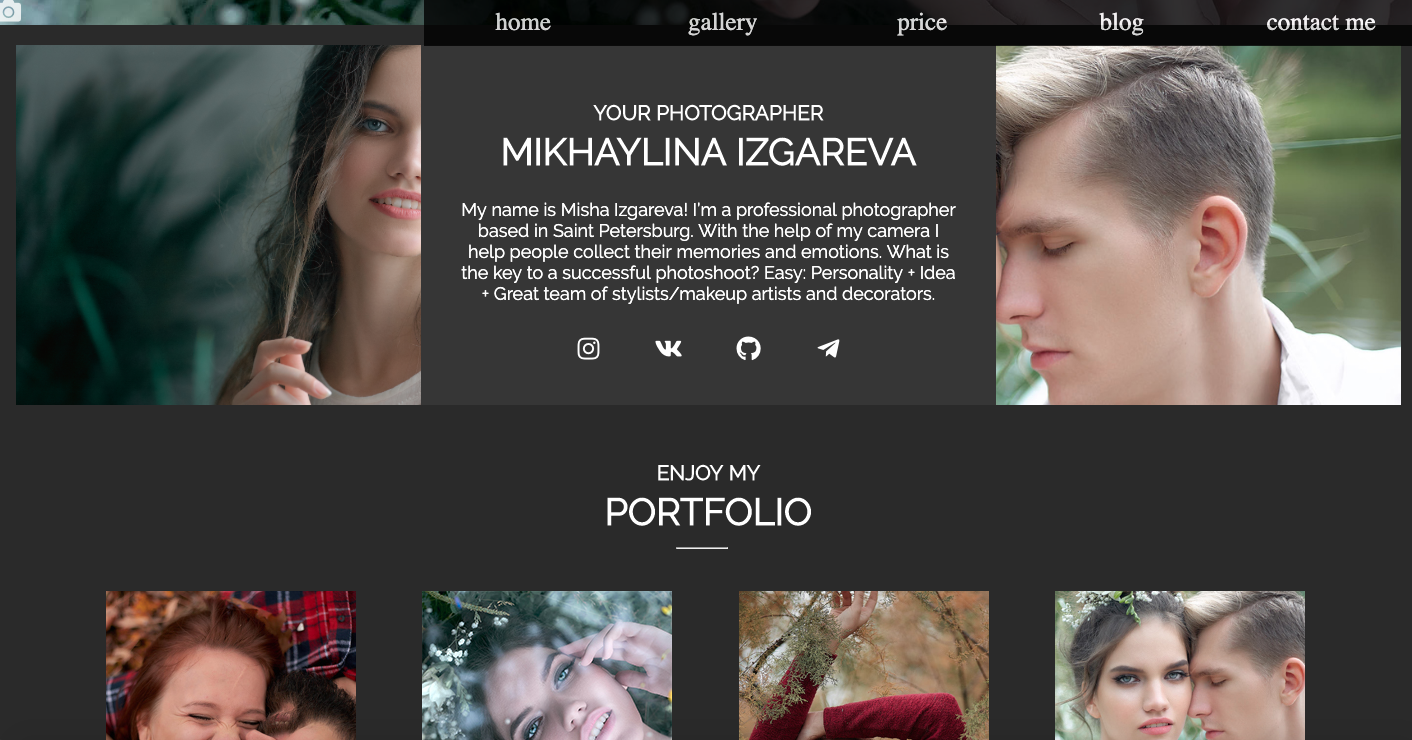 home gallery price blog contact me
YOUR PHOTOGRAPHER
MIKHAYLINA IZGAREVA
My name is Misha Izgareva! I'm a professional photographer
based in Saint Petersburg. With the help of my camera I
help people collect their memories and emotions. What is
the key to a successful photoshoot? Easy: Personality + Idea
+ Great team of stylists/makeup artists and decorators.
ENJOY MY
PORTFOLIO